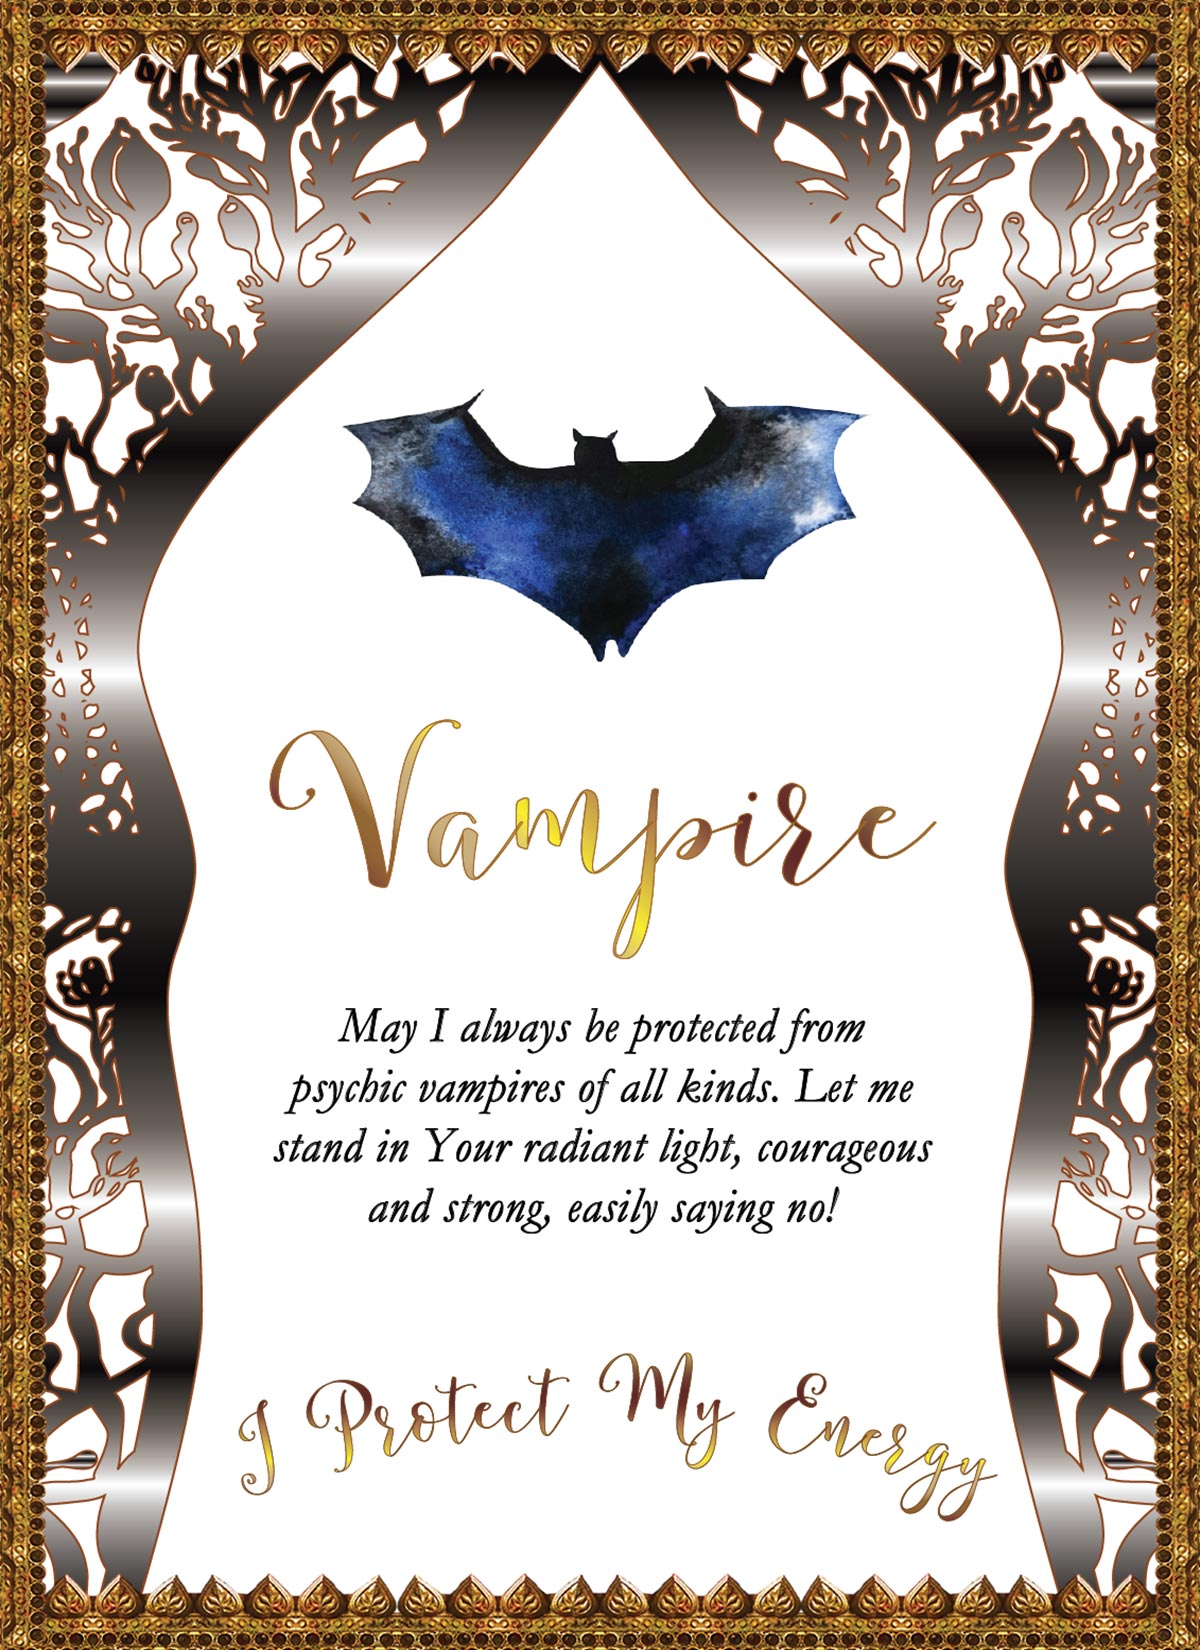 Vampire
May I always be protected from
psychic vampires of all kinds. Let me
stand in Your radiant light, courageous
and strong, easily saying no!
I Protect My Energy